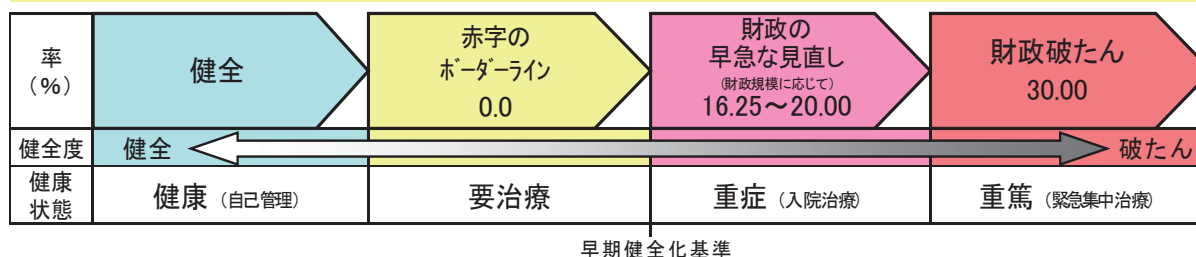 率
（%）
健全
赤字の
ボーダーライン
0.0
財政の
早急な見直し
（財政規模に応じて）
16.25～20.00
財政破たん
30.00
健全度
健全
破たん
健康
状態
健康（自己管理）
要治療
重症（入院治療）
重篤（緊急集中治療）
早期健全化基準